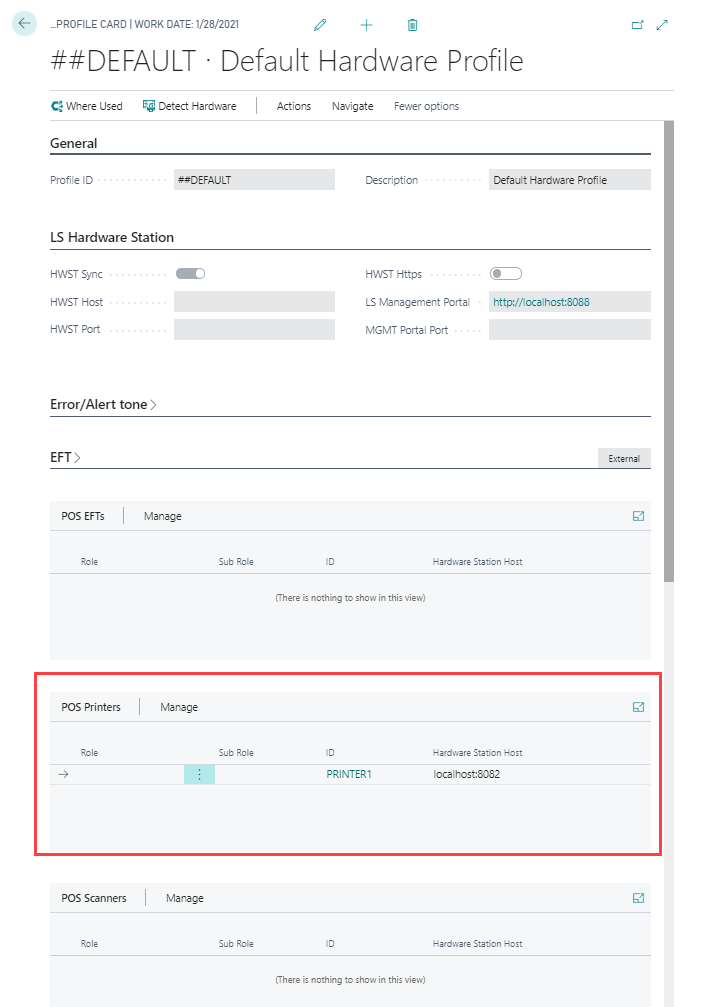 ...PROFILE CARD | WORK DATE: 1/28/2021
##DEFAULT · Default Hardware Profile
Where Used Detect Hardware Actions Navigate Fewer options
General
Profile ID ##DEFAULT Description Default Hardware Profile
LS Hardware Station
HWST Sync HWST Https
HWST Host LS Management Portal http://localhost:8088
HWST Port MGMT Portal Port
Error/Alert tone
EFT External
POS EFTs Manage
Role Sub Role ID Hardware Station Host
(There is nothing to show in this view)
POS Printers Manage
Role Sub Role ID Hardware Station Host
PRINTER1 localhost:8082
POS Scanners Manage
Role Sub Role ID Hardware Station Host
(There is nothing to show in this view)